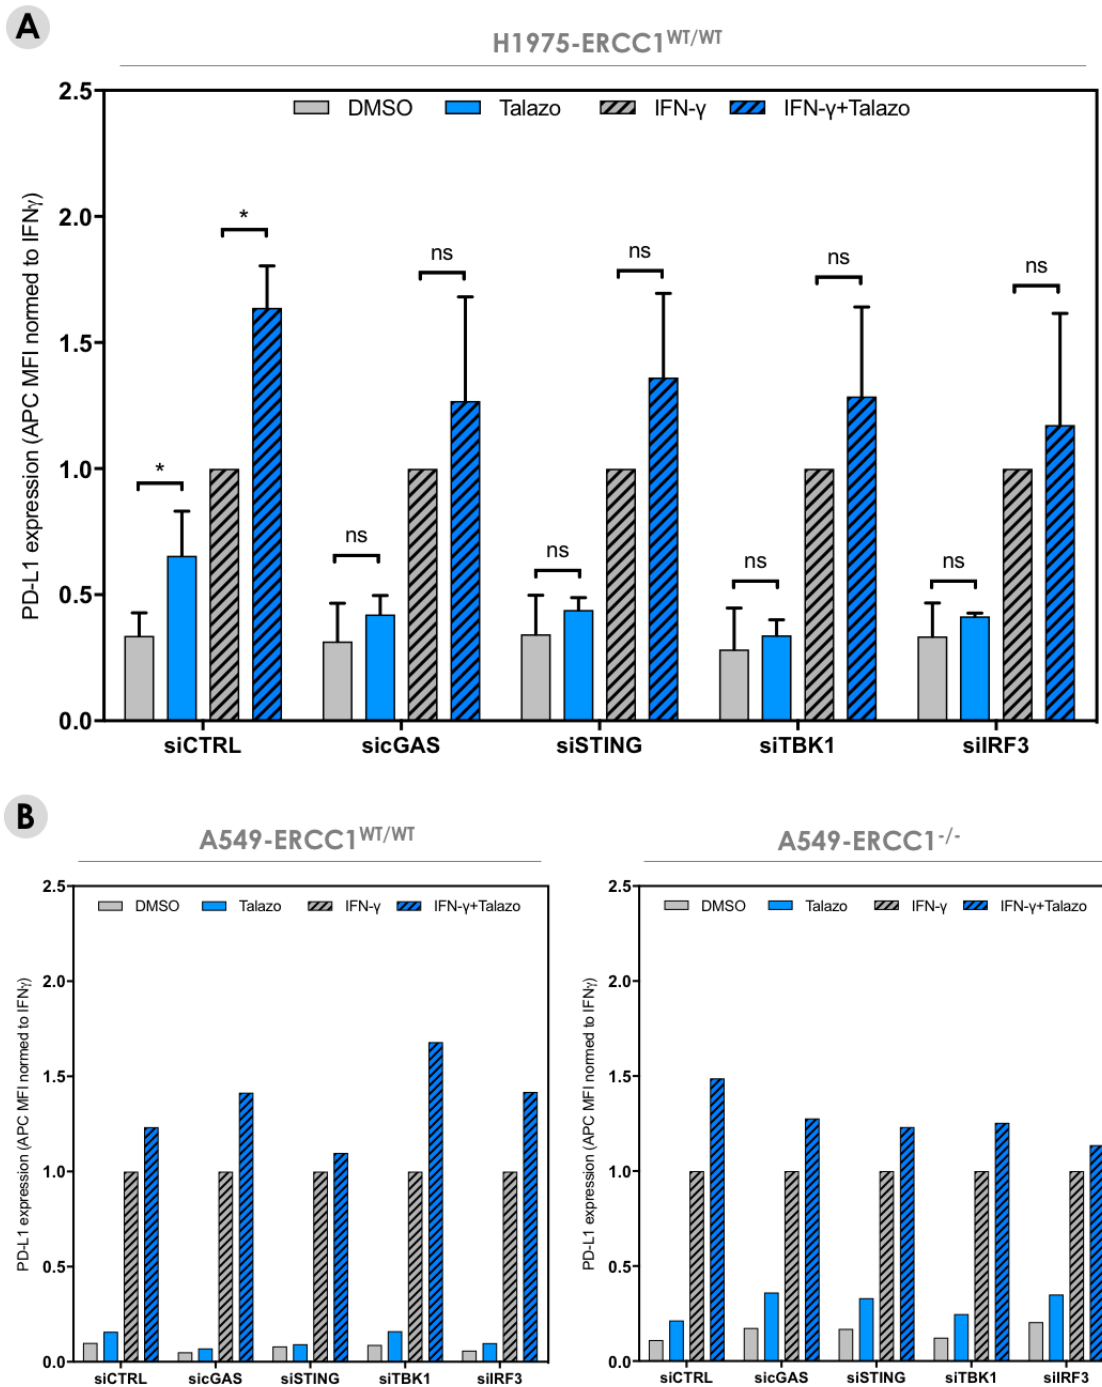 A
H1975-ERCC1WT/WT
DMSO Talazo IFN-γ IFN-γ+Talazo
PD-L1 expression (APC MFI normed to IFNγ)
2.5
2.0
1.5
1.0
0.5
0.0
* * ns ns ns ns ns ns ns ns
siCTRL sicGAS siSTING siTBK1 siIRF3
B
A549-ERCC1WT/WT
DMSO Talazo IFN-γ IFN-γ+Talazo
PD-L1 expression (APC MFI normed to IFNγ)
2.5
2.0
1.5
1.0
0.5
0.0
siCTRL sicGAS siSTING siTBK1 siIRF3
A549-ERCC1-/-
DMSO Talazo IFN-γ IFN-γ+Talazo
PD-L1 expression (APC MFI normed to IFNγ)
2.5
2.0
1.5
1.0
0.5
0.0
siCTRL sicGAS siSTING siTBK1 siIRF3